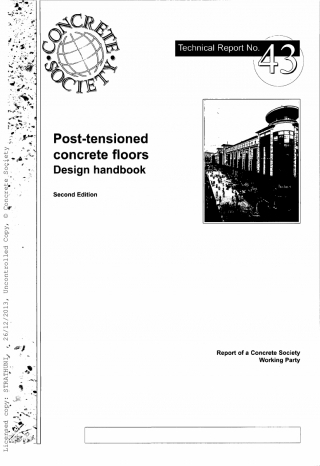 CONCRETE
SOCIETY
Technical Report No.
43
Post-tensioned
concrete floors
Design handbook
Second Edition
Report of a Concrete Society
Working Party
Licensed copy: STRATHUNI, , 26/12/2013, Uncontrolled Copy, © Concrete Society